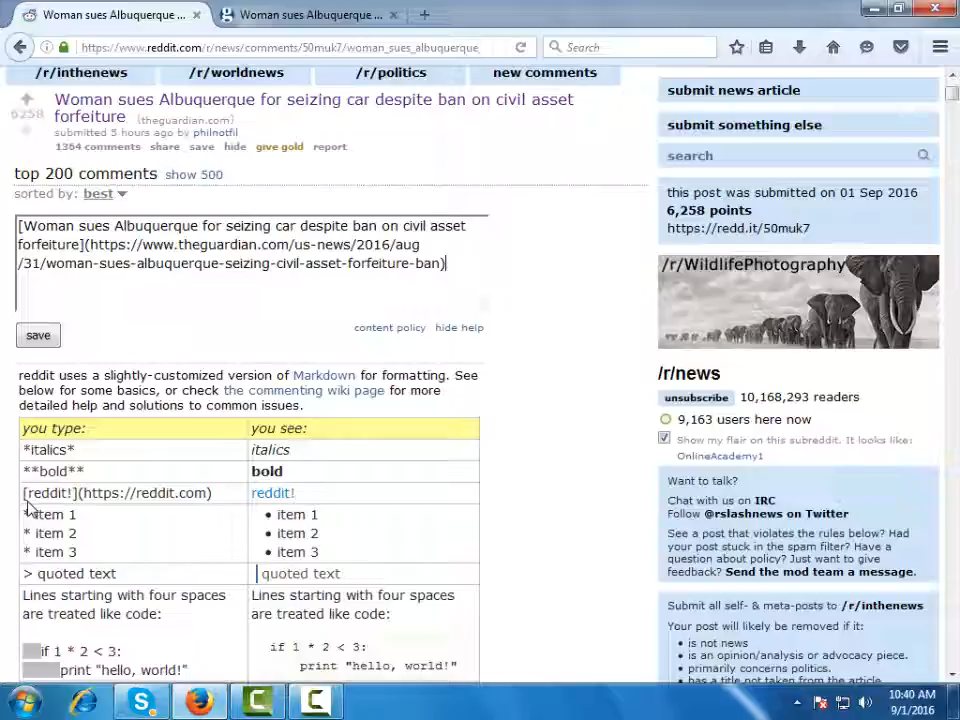 Woman sues Albuquerque ...
Woman sues Albuquerque ...
https://www.reddit.com/r/news/comments/50muk7/woman_sues_albuquerque_
Search
/r/inthenews
/r/worldnews
/r/politics
new comments
6258
Woman sues Albuquerque for seizing car despite ban on civil asset
forfeiture (theguardian.com)
submitted 5 hours ago by philnotfil
1364 comments share save hide give gold report
top 200 comments show 500
sorted by: best
[Woman sues Albuquerque for seizing car despite ban on civil asset
forfeiture](https://www.theguardian.com/us-news/2016/aug
/31/woman-sues-albuquerque-seizing-civil-asset-forfeiture-ban)
save
content policy hide help
reddit uses a slightly-customized version of Markdown for formatting. See
below for some basics, or check the commenting wiki page for more
detailed help and solutions to common issues.
you type: you see:
*italics* italics
**bold** bold
[reddit!](https://reddit.com) reddit!
* item 1
* item 2
* item 3
• item 1
• item 2
• item 3
> quoted text quoted text
Lines starting with four spaces
are treated like code:
if 1 * 2 < 3:
print "hello, world!"
Lines starting with four spaces
are treated like code:
if 1 * 2 < 3:
print "hello, world!"
submit news article
submit something else
search
this post was submitted on 01 Sep 2016
6,258 points
https://redd.it/50muk7
/r/WildlifePhotography
/r/news
unsubscribe 10,168,293 readers
9,163 users here now
Show my flair on this subreddit. It looks like:
OnlineAcademy1
Want to talk?
Chat with us on IRC
Follow @rslashnews on Twitter
See a post that violates the rules below? Had
your post stuck in the spam filter? Have a
question about policy? Just want to give
feedback? Send the mod team a message.
Submit all self- & meta-posts to /r/inthenews
Your post will likely be removed if it:
• is not news
• is an opinion/analysis or advocacy piece.
• primarily concerns politics.
• has a title not taken from the article.
10:40 AM
9/1/2016